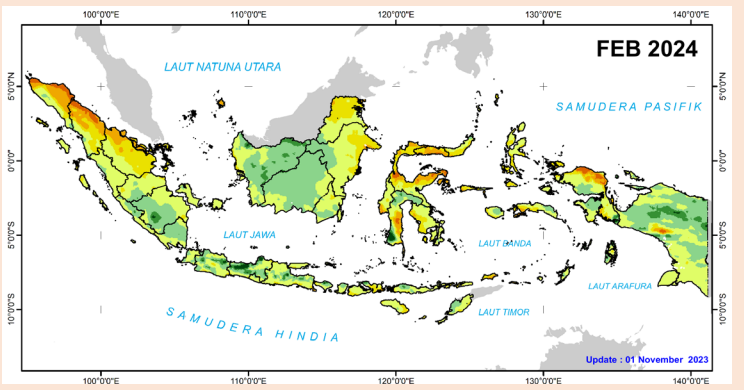 100°0'0"E 110°0'0"E 120°0'0"E 130°0'0"E 140°0'0"E
FEB 2024
LAUT NATUNA UTARA
5°0'0"N 5°0'0"N
SAMUDERA PASIFIK
0°0'0" 0°0'0"
LAUT JAWA
5°0'0"S 5°0'0"S
LAUT BANDA
LAUT ARAFURA
SAMUDERA HINDIA
LAUT TIMOR
10°0'0"S 10°0'0"S
Update : 01 November 2023
100°0'0"E 110°0'0"E 120°0'0"E 130°0'0"E 140°0'0"E